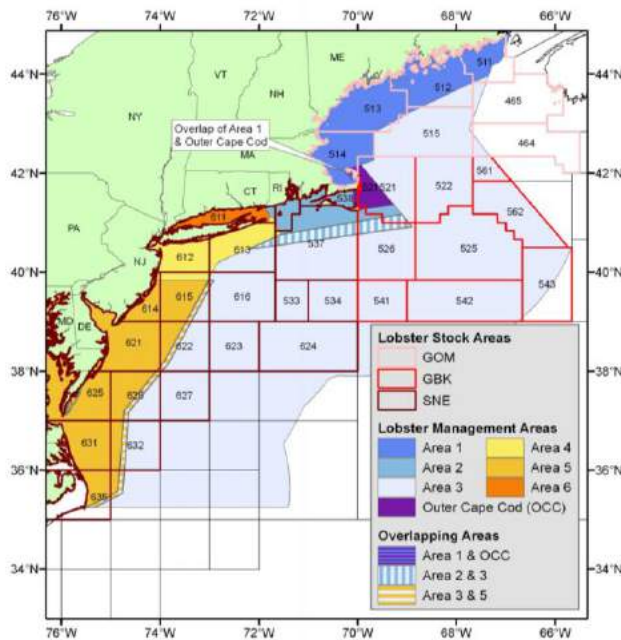 76°W 74°W 72°W 70°W 68°W 66°W
44°N
42°N
40°N
38°N
36°N
34°N
44°N
42°N
40°N
38°N
36°N
34°N
ME
VT
NH
NY
MA
CT
RI
PA
NJ
MD
DE
Overlap of Area 1
& Outer Cape Cod
511
512
513
465
515
464
514
521
521
522
561
562
538
611
537
526
525
613
612
543
615
616
533
534
541
542
614
621
622
623
624
625
626
627
631
632
635
Lobster Stock Areas
GOM
GBK
SNE
Lobster Management Areas
Area 1 Area 4
Area 2 Area 5
Area 3 Area 6
Outer Cape Cod (OCC)
Overlapping Areas
Area 1 & OCC
Area 2 & 3
Area 3 & 5
76°W 74°W 72°W 70°W 68°W 66°W